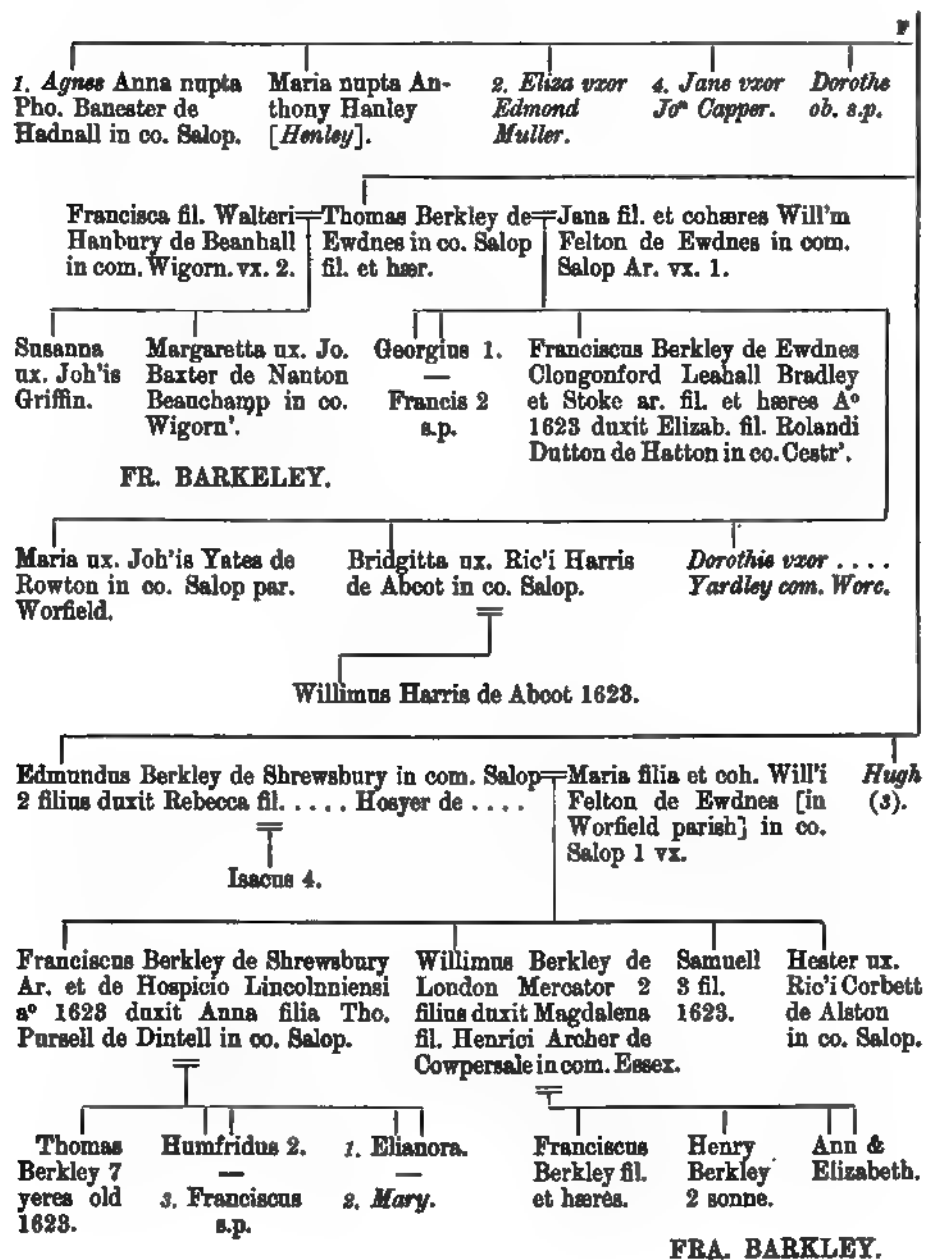 F
1. Agnes Anna nupta
Pho. Banester de
Hadnall in co. Salop.
Maria nupta An-
thony Hanley
[Henley].
2. Eliza vxor
Edmond
Muller.
4. Jane vxor
Joⁿ Capper.
Dorothe
ob. s.p.
Francisca fil. Walteri
Hanbury de Beanhall
in com. Wigorn. vx. 2.
Thomas Berkley de
Ewdnes in co. Salop
fil. et hær.
Jana fil. et cohæres Will'm
Felton de Ewdnes in com.
Salop Ar. vx. 1.
Susanna
ux. Joh'is
Griffin.
Margaretta ux. Jo.
Baxter de Nanton
Beauchamp in co.
Wigorn'.
Georgius 1.
—
Francis 2
s.p.
Franciscus Berkley de Ewdnes
Clongonford Leahall Bradley
et Stoke ar. fil. et hæres Aº
1623 duxit Elizab. fil. Rolandi
Dutton de Hatton in co. Cestr'.
FR. BARKELEY.
Maria ux. Joh'is Yates de
Rowton in co. Salop par.
Worfield.
Bridgitta ux. Ric'i Harris
de Abcot in co. Salop.
Dorothie vxor ....
Yardley com. Worc.
Willimus Harris de Abcot 1623.
Edmundus Berkley de Shrewsbury in com. Salop
2 filius duxit Rebecca fil. ..... Hosyer de ....
Maria filia et coh. Will'i
Felton de Ewdnes [in
Worfield parish] in co.
Salop 1 vx.
Hugh
(3).
Isacus 4.
Franciscus Berkley de Shrewsbury
Ar. et de Hospicio Lincolnniensi
aº 1623 duxit Anna filia Tho.
Pursell de Dintell in co. Salop.
Willimus Berkley de
London Mercator 2
filius duxit Magdalena
fil. Henrici Archer de
Cowpersale in com. Essex.
Samuell
3 fil.
1623.
Hester ux.
Ric'i Corbett
de Alston
in co. Salop.
Thomas
Berkley 7
yeres old
1623.
Humfridus 2.
—
3. Franciscus
s.p.
1. Elianora.
—
2. Mary.
Franciscus
Berkley fil.
et hærès.
Henry
Berkley
2 sonne.
Ann &
Elizabeth.
FRA. BARKLEY.